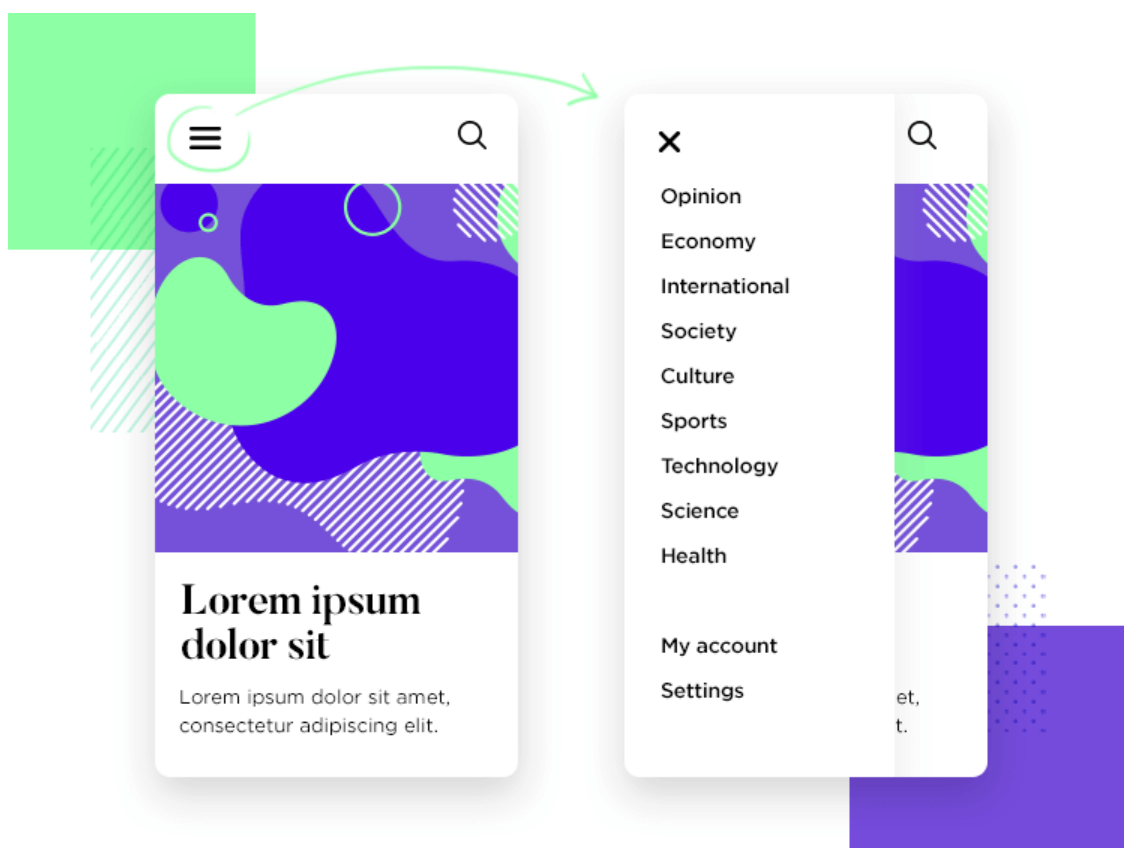 Lorem ipsum
dolor sit
Lorem ipsum dolor sit amet,
consectetur adipiscing elit.
Opinion
Economy
International
Society
Culture
Sports
Technology
Science
Health
My account
Settings
et,
t.